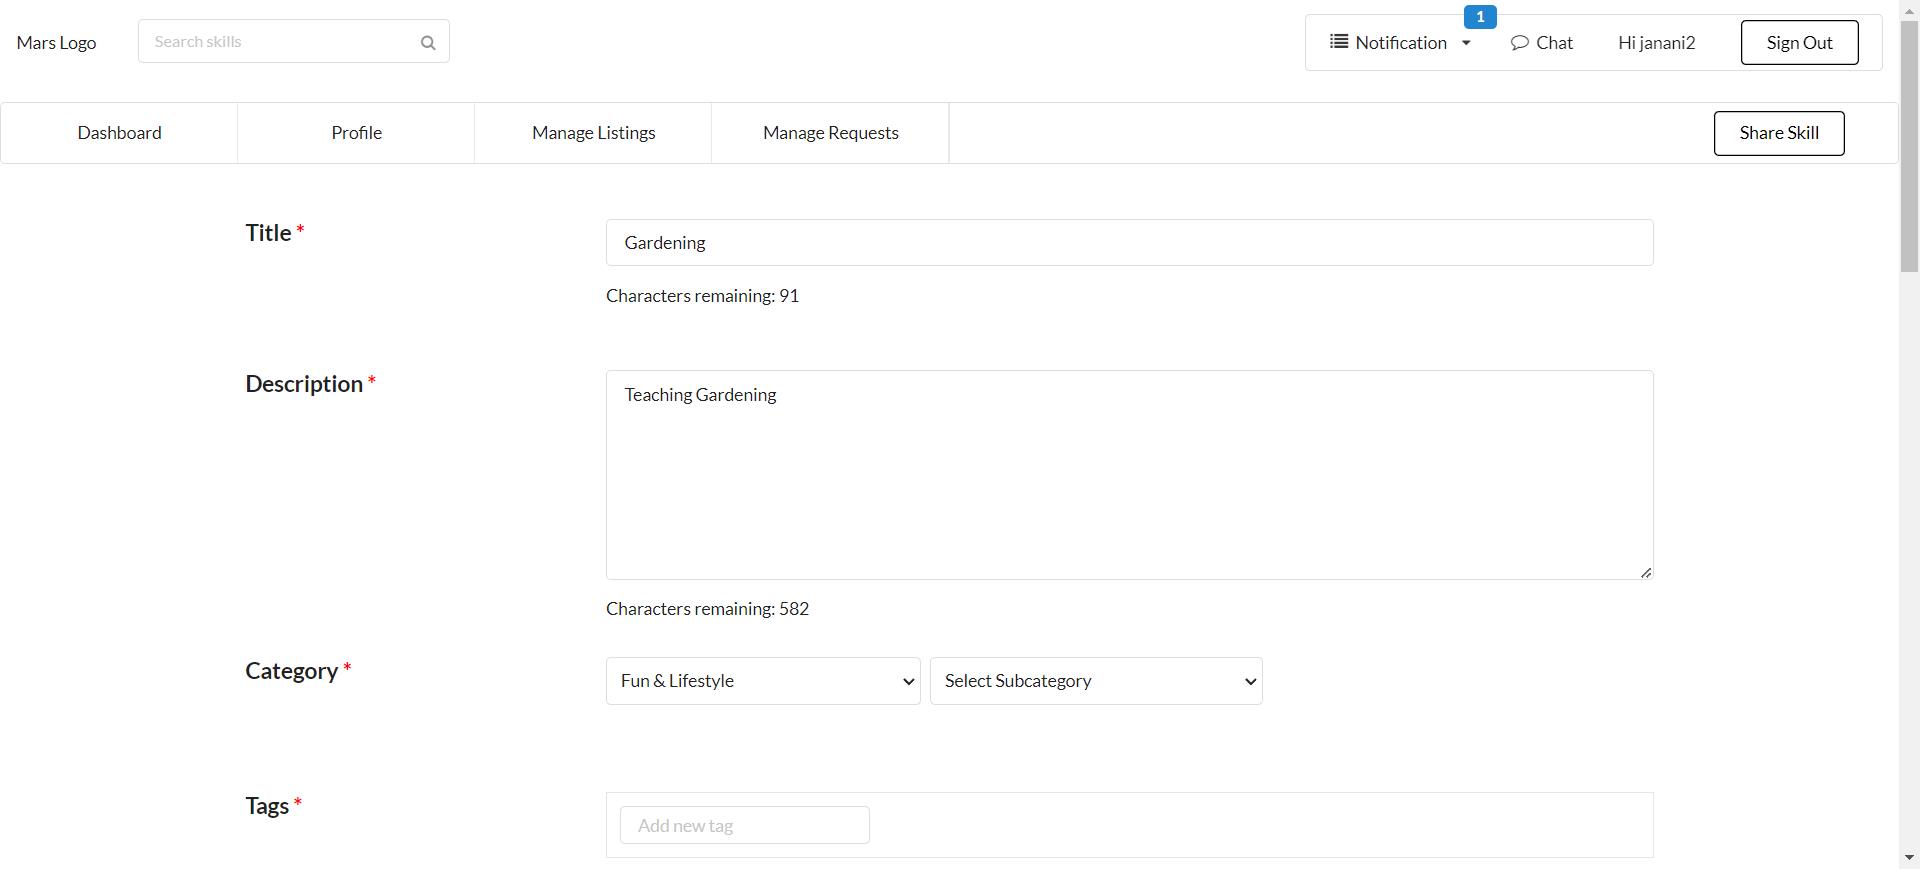 Mars Logo
Search skills
1
Notification
Chat
Hi janani2
Sign Out
Dashboard
Profile
Manage Listings
Manage Requests
Share Skill
Title *
Gardening
Characters remaining: 91
Description *
Teaching Gardening
Characters remaining: 582
Category *
Fun & Lifestyle
Select Subcategory
Tags *
Add new tag